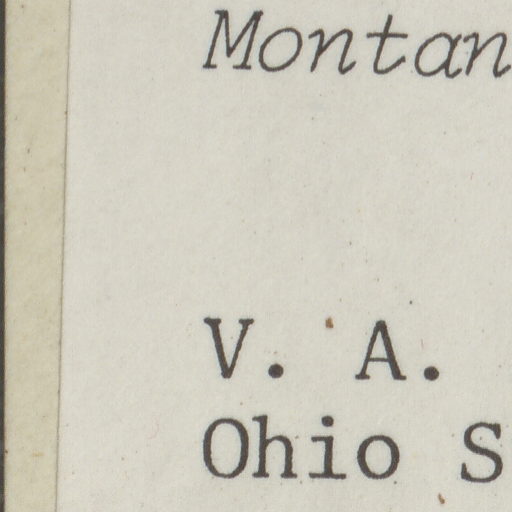 Montan
V. A.
Ohio S